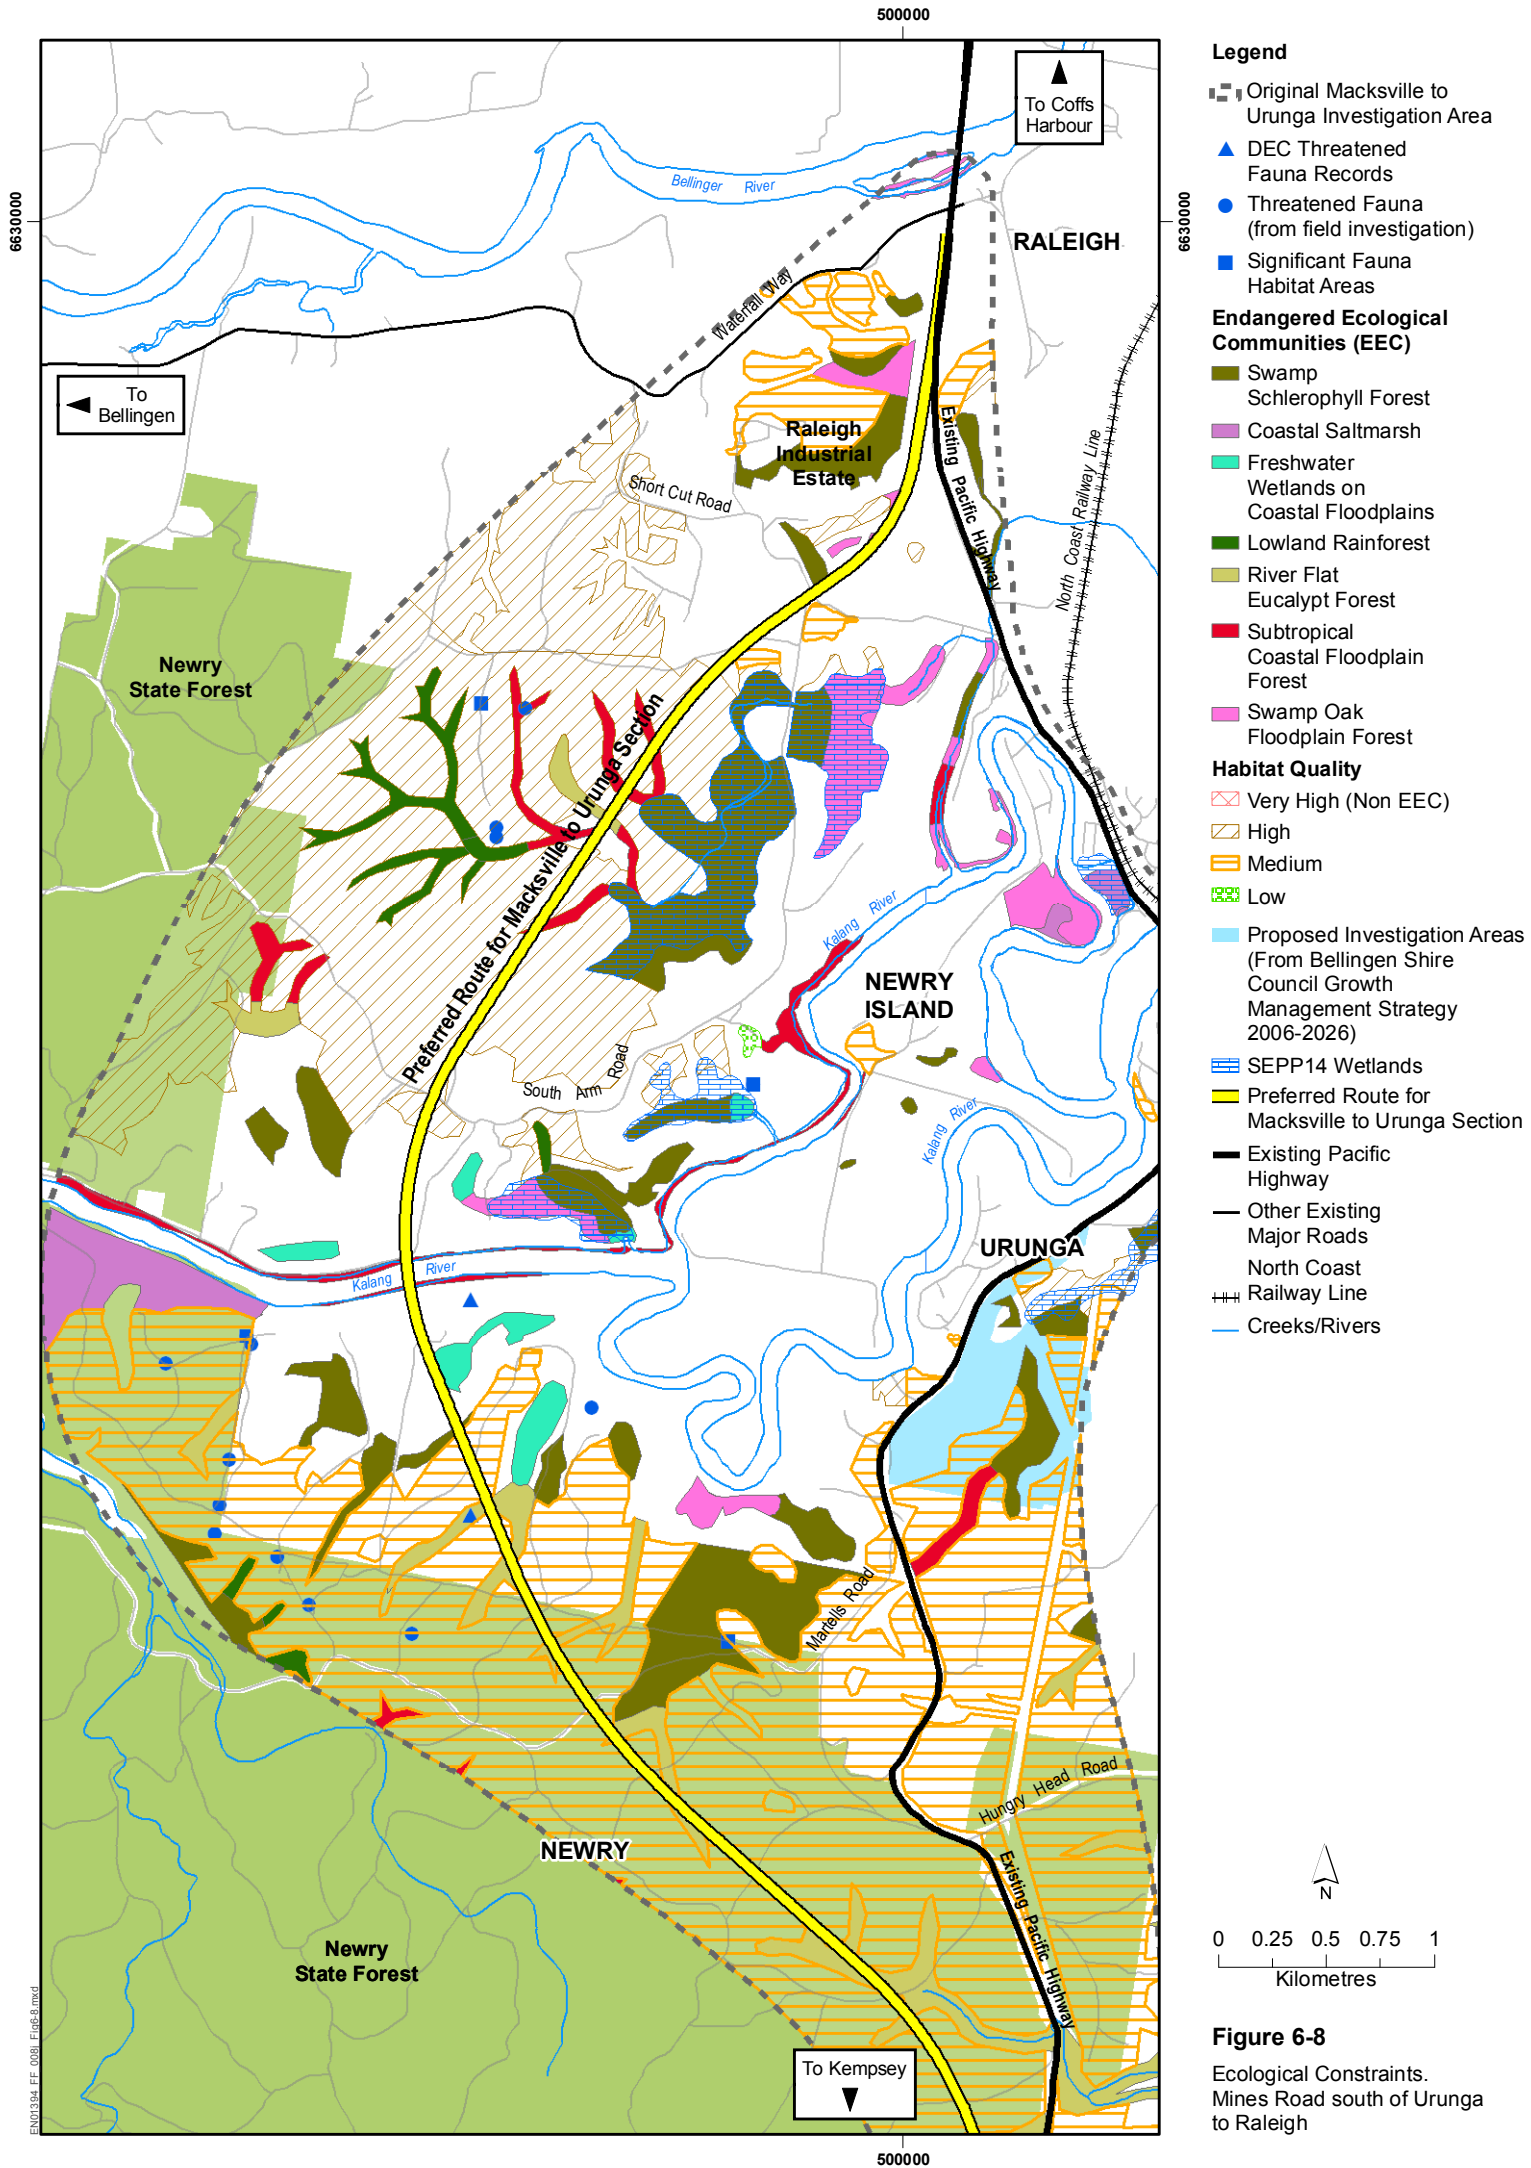 500000
To Coffs
Harbour
Bellinger River
6630000
6630000
RALEIGH
Waterfall Way
To
Bellingen
Existing Pacific Highway
North Coast Railway Line
Raleigh
Industrial
Estate
Short Cut Road
Newry
State Forest
Preferred Route for Macksville to Urunga Section
Kalang River
NEWRY
ISLAND
South Arm Road
Kalang River
URUNGA
Kalang River
Martells Road
Hungry Head Road
NEWRY
Existing Pacific Highway
Newry
State Forest
To Kempsey
500000
EN01394_FF_008j_Fig6-8.mxd
Legend
Original Macksville to
Urunga Investigation Area
DEC Threatened
Fauna Records
Threatened Fauna
(from field investigation)
Significant Fauna
Habitat Areas
Endangered Ecological
Communities (EEC)
Swamp
Schlerophyll Forest
Coastal Saltmarsh
Freshwater
Wetlands on
Coastal Floodplains
Lowland Rainforest
River Flat
Eucalypt Forest
Subtropical
Coastal Floodplain
Forest
Swamp Oak
Floodplain Forest
Habitat Quality
Very High (Non EEC)
High
Medium
Low
Proposed Investigation Areas
(From Bellingen Shire
Council Growth
Management Strategy
2006-2026)
SEPP14 Wetlands
Preferred Route for
Macksville to Urunga Section
Existing Pacific
Highway
Other Existing
Major Roads
North Coast
Railway Line
Creeks/Rivers
N
0 0.25 0.5 0.75 1
Kilometres
Figure 6-8
Ecological Constraints.
Mines Road south of Urunga
to Raleigh